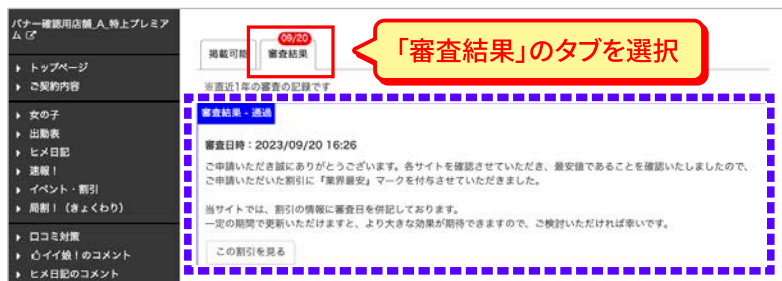 バナー確認用店舗_A_特上プレミア
ム
トップページ
ご契約内容
女の子
出勤表
ヒメ日記
速報！
イベント・割引
局割！（きょくわり）
口コミ対策
イイ娘！のコメント
ヒメ日記のコメント
09/20
掲載可能
審査結果
「審査結果」のタブを選択
※直近1年の審査の記録です
審査結果 - 通過
審査日時：2023/09/20 16:26
ご申請いただき誠にありがとうございます。各サイトを確認させていただき、最安値であることを確認いたしましたので、
ご申請いただいた割引に「業界最安」マークを付与させていただきました。
当サイトでは、割引の情報に審査日を併記しております。
一定の期間で更新いただけますと、より大きな効果が期待できますので、ご検討いただければ幸いです。
この割引を見る